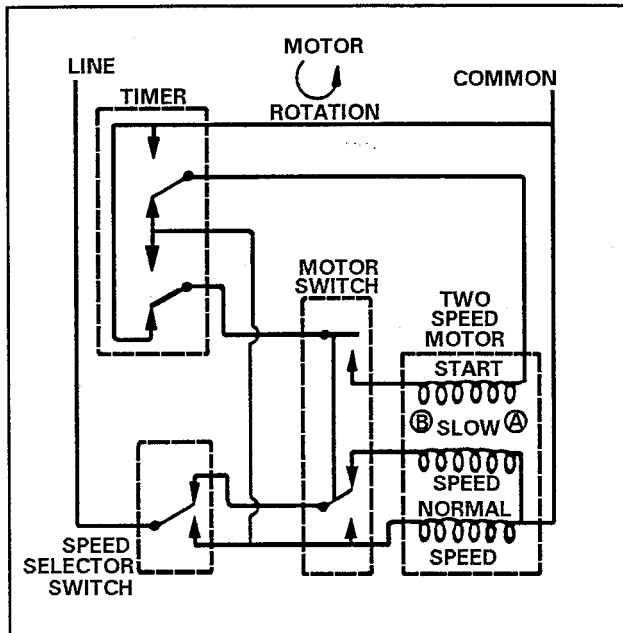 MOTOR
LINE
COMMON
TIMER
ROTATION
MOTOR
SWITCH
TWO
SPEED
MOTOR
START
B SLOW A
SPEED
NORMAL
SPEED
SPEED
SELECTOR
SWITCH